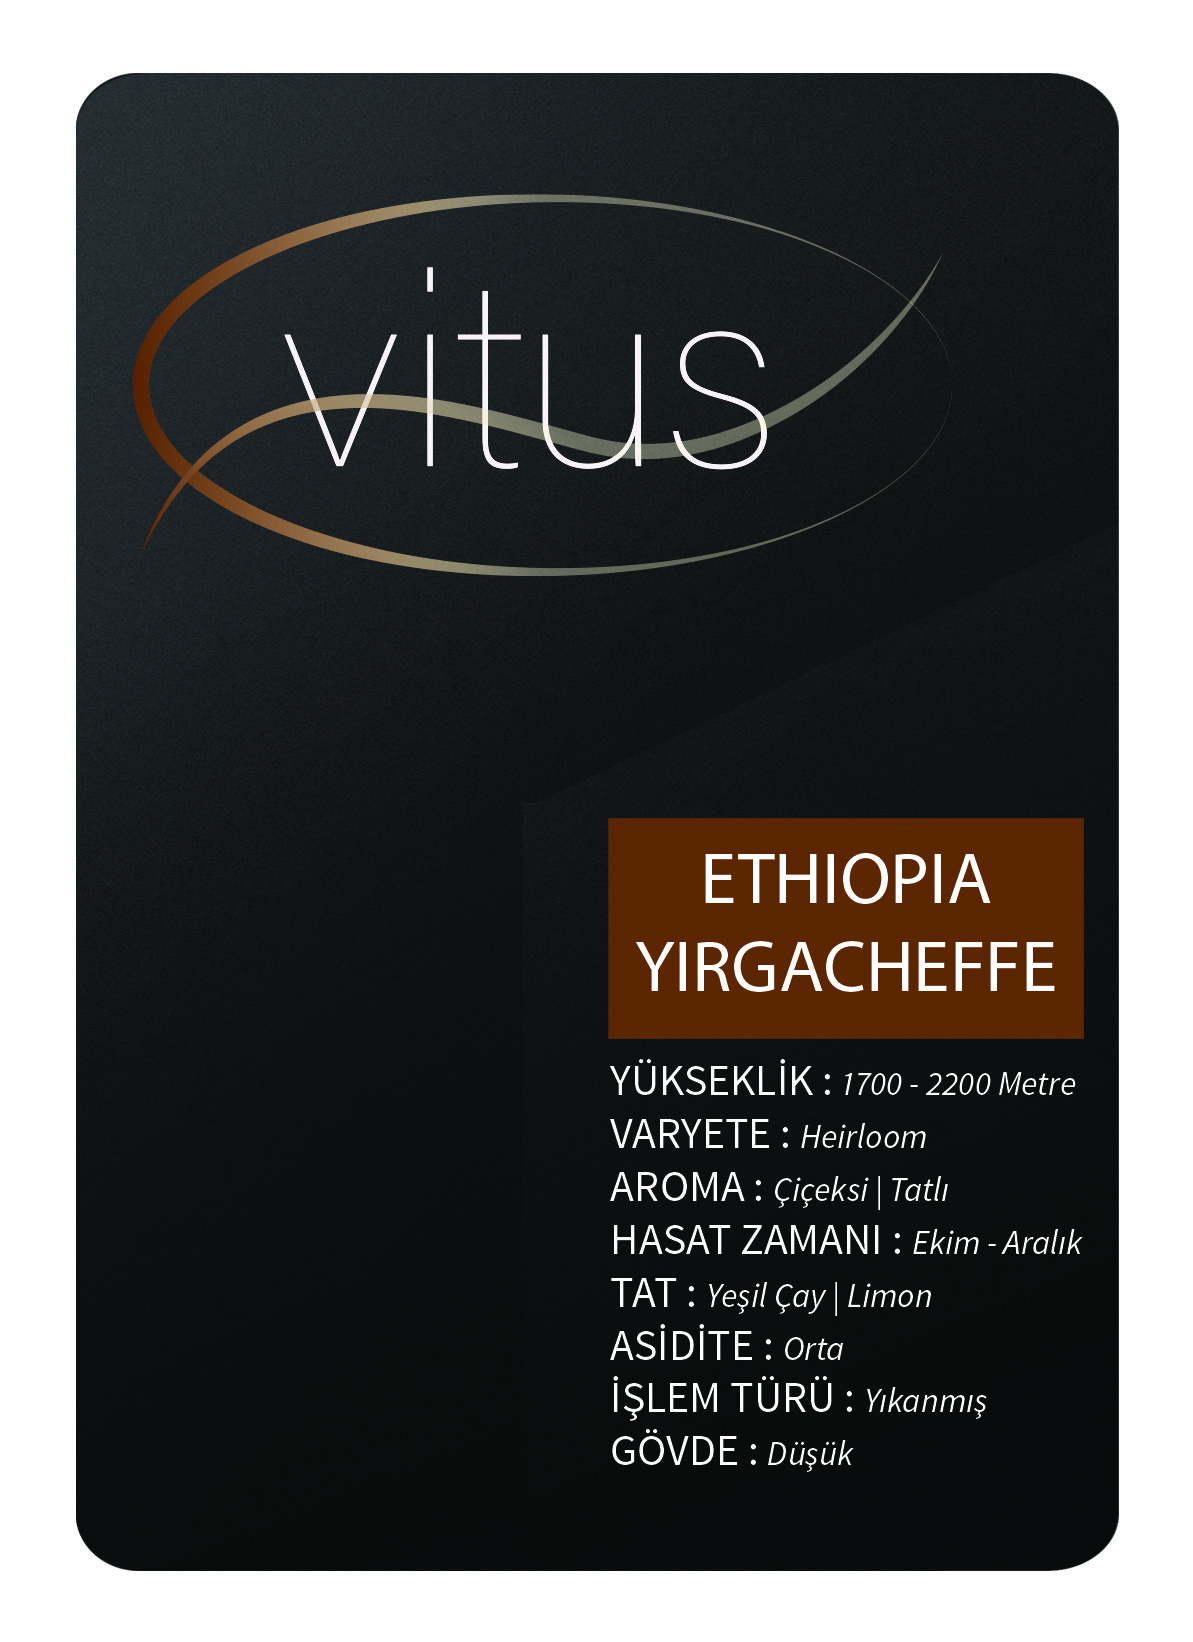 vitus
ETHIOPIA
YIRGACHEFFE
YÜKSEKLİK : 1700 - 2200 Metre
VARYETE : Heirloom
AROMA : Çiçeksi | Tatlı
HASAT ZAMANI : Ekim - Aralık
TAT : Yeşil Çay | Limon
ASİDİTE : Orta
İŞLEM TÜRÜ : Yıkanmış
GÖVDE : Düşük